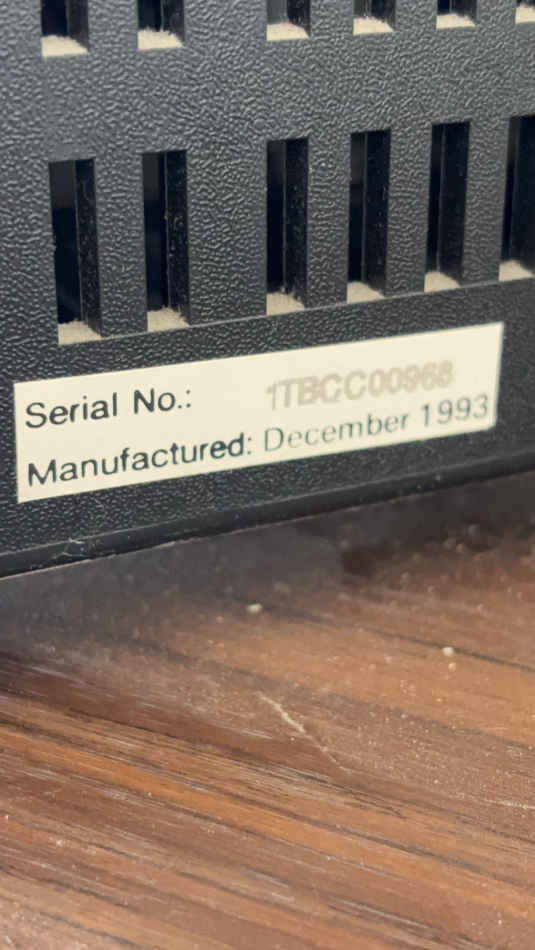 Serial No.: 1TBCC00968
Manufactured: December 1993